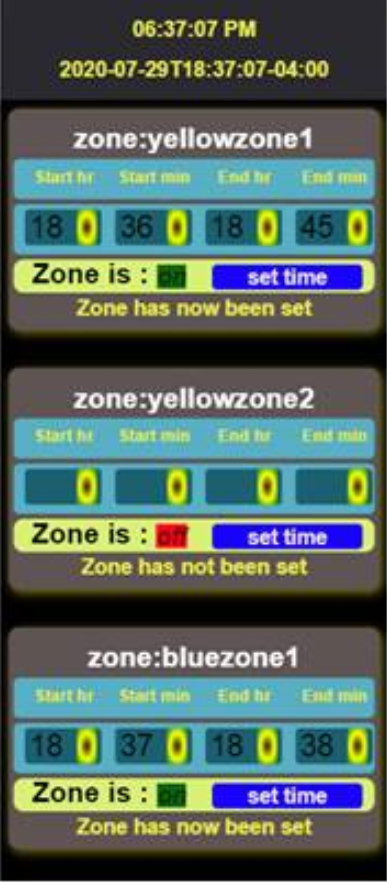 06:37:07 PM
2020-07-29T18:37:07-04:00
zone:yellowzone1
Start hr Start min End hr End min
18 36 18 45
Zone is : on set time
Zone has now been set
zone:yellowzone2
Start hr Start min End hr End min
Zone is : off set time
Zone has not been set
zone:bluezone1
Start hr Start min End hr End min
18 37 18 38
Zone is : on set time
Zone has now been set